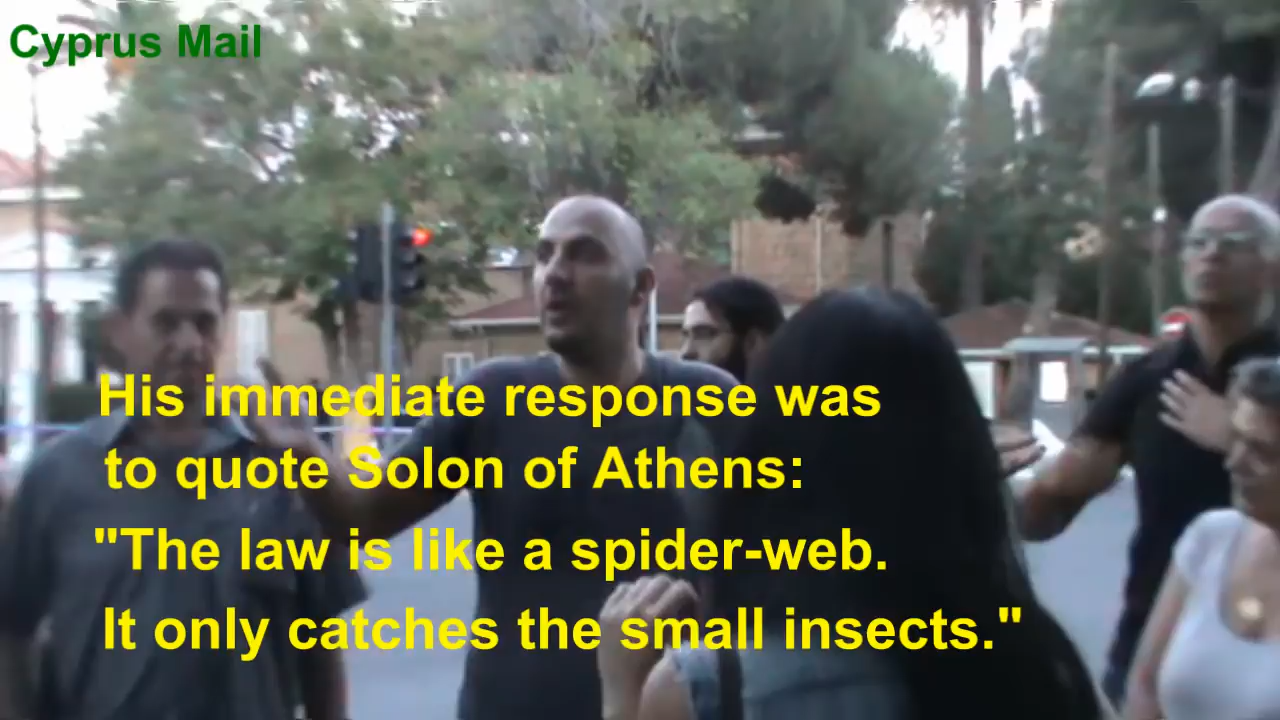 Cyprus Mail
His immediate response was
to quote Solon of Athens:
"The law is like a spider-web.
It only catches the small insects."